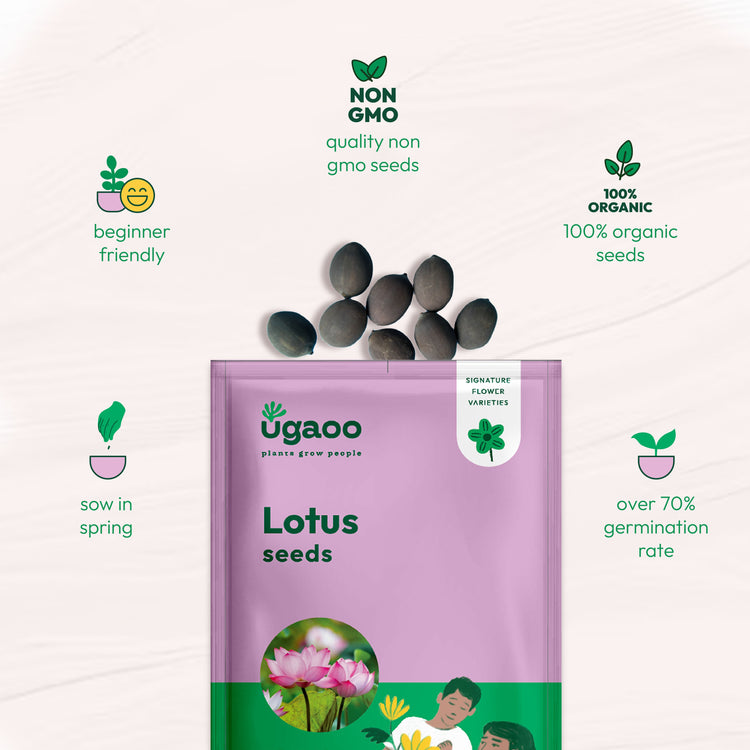 NON
GMO
quality non
gmo seeds
beginner
friendly
100%
ORGANIC
100% organic
seeds
SIGNATURE
FLOWER
VARIETIES
ugaoo
plants grow people
sow in
spring
over 70%
germination
rate
Lotus
seeds